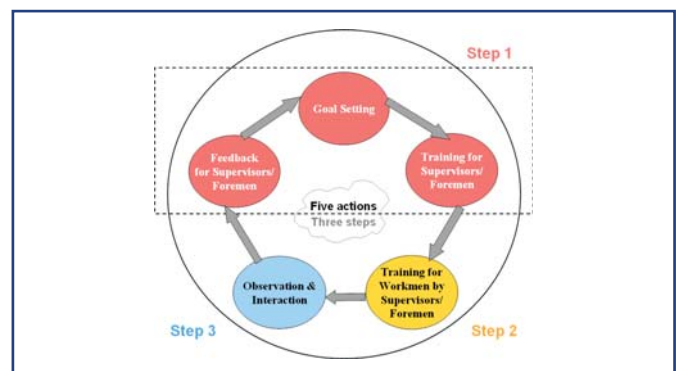 Step 1
Goal Setting
Feedback
for Supervisors/
Foremen
Training for
Supervisors/
Foremen
Five actions
Three steps
Observation &
Interaction
Training for
Workmen by
Supervisors/
Foremen
Step 3
Step 2